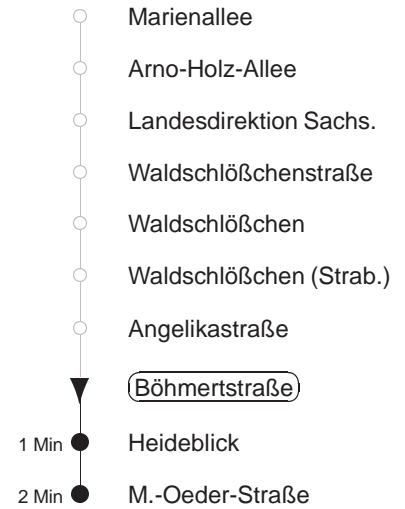 Marienallee
Arno-Holz-Allee
Landesdirektion Sachs.
Waldschlößchenstraße
Waldschlößchen
Waldschlößchen (Strab.)
Angelikastraße
Böhmertstraße
1 Min Heideblick
2 Min M.-Oeder-Straße